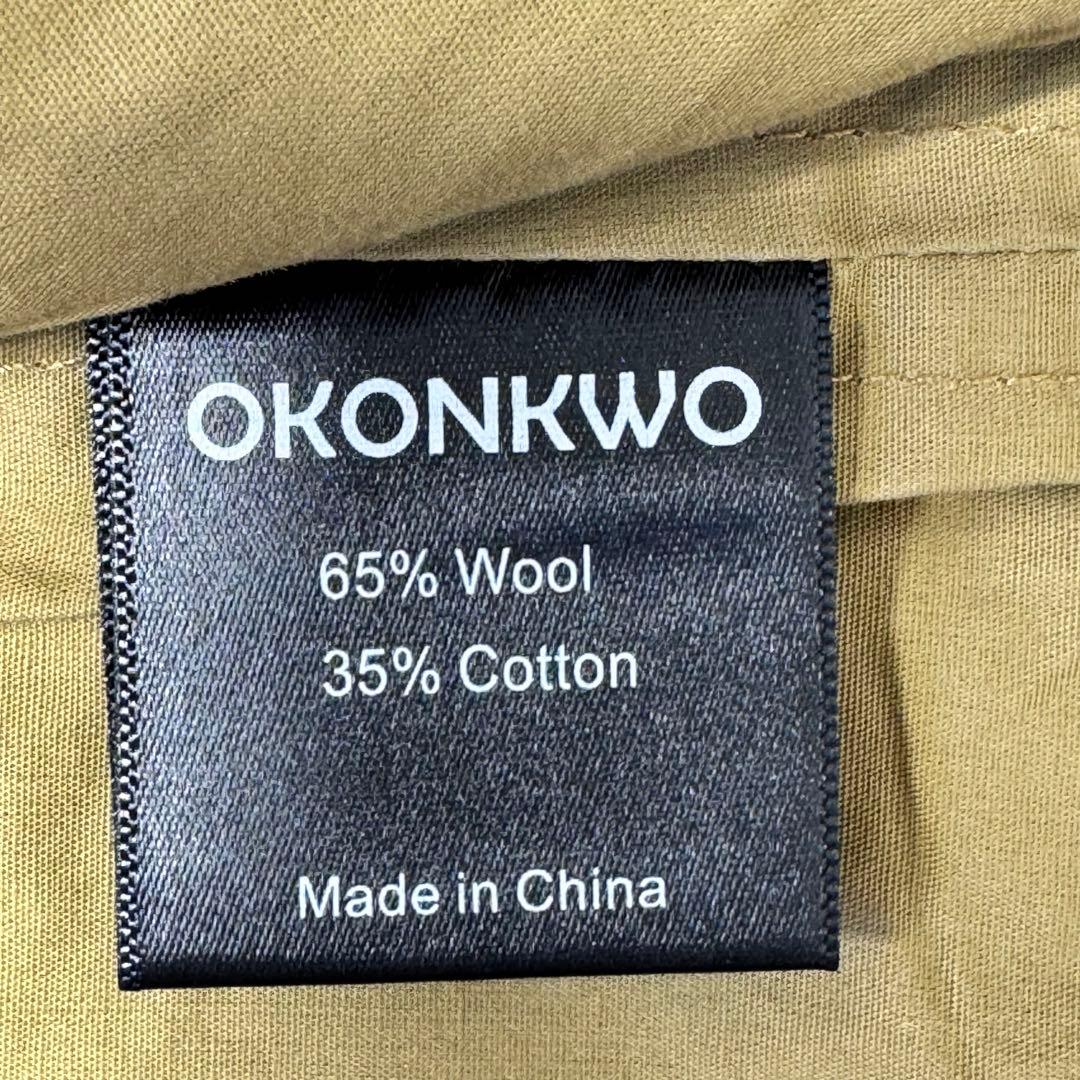 OKONKWO
65% Wool
35% Cotton
Made in China